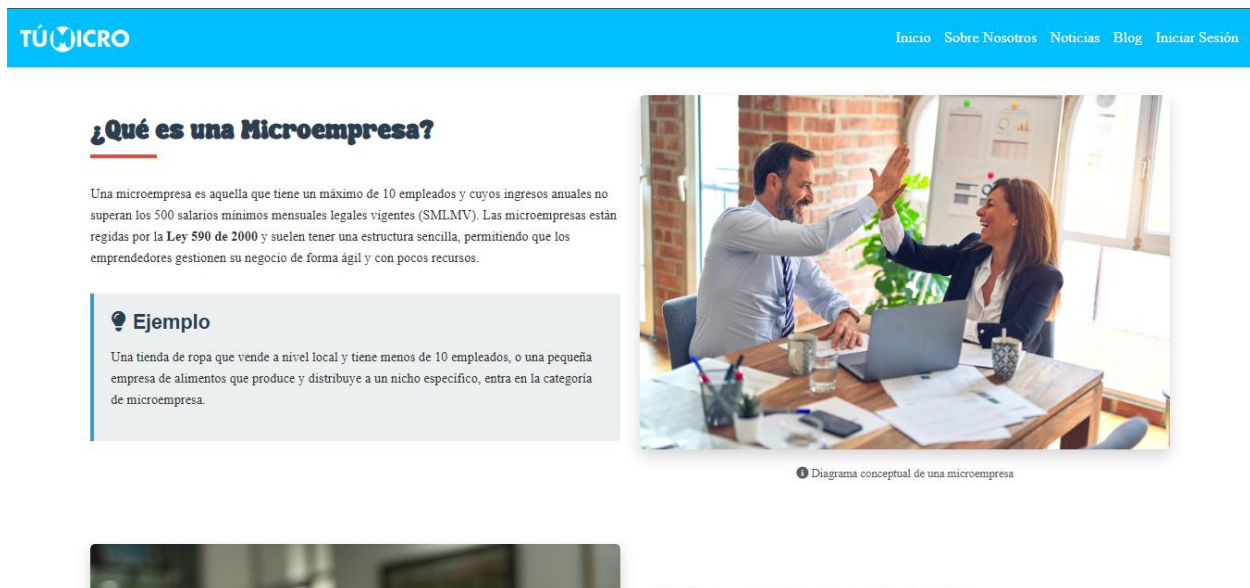 TÚMICRO
Inicio Sobre Nosotros Noticias Blog Iniciar Sesión
¿Qué es una Microempresa?
Una microempresa es aquella que tiene un máximo de 10 empleados y cuyos ingresos anuales no
superan los 500 salarios mínimos mensuales legales vigentes (SMLMV). Las microempresas están
regidas por la Ley 590 de 2000 y suelen tener una estructura sencilla, permitiendo que los
emprendedores gestionen su negocio de forma ágil y con pocos recursos.
Ejemplo
Una tienda de ropa que vende a nivel local y tiene menos de 10 empleados, o una pequeña
empresa de alimentos que produce y distribuye a un nicho específico, entra en la categoría
de microempresa.
Diagrama conceptual de una microempresa